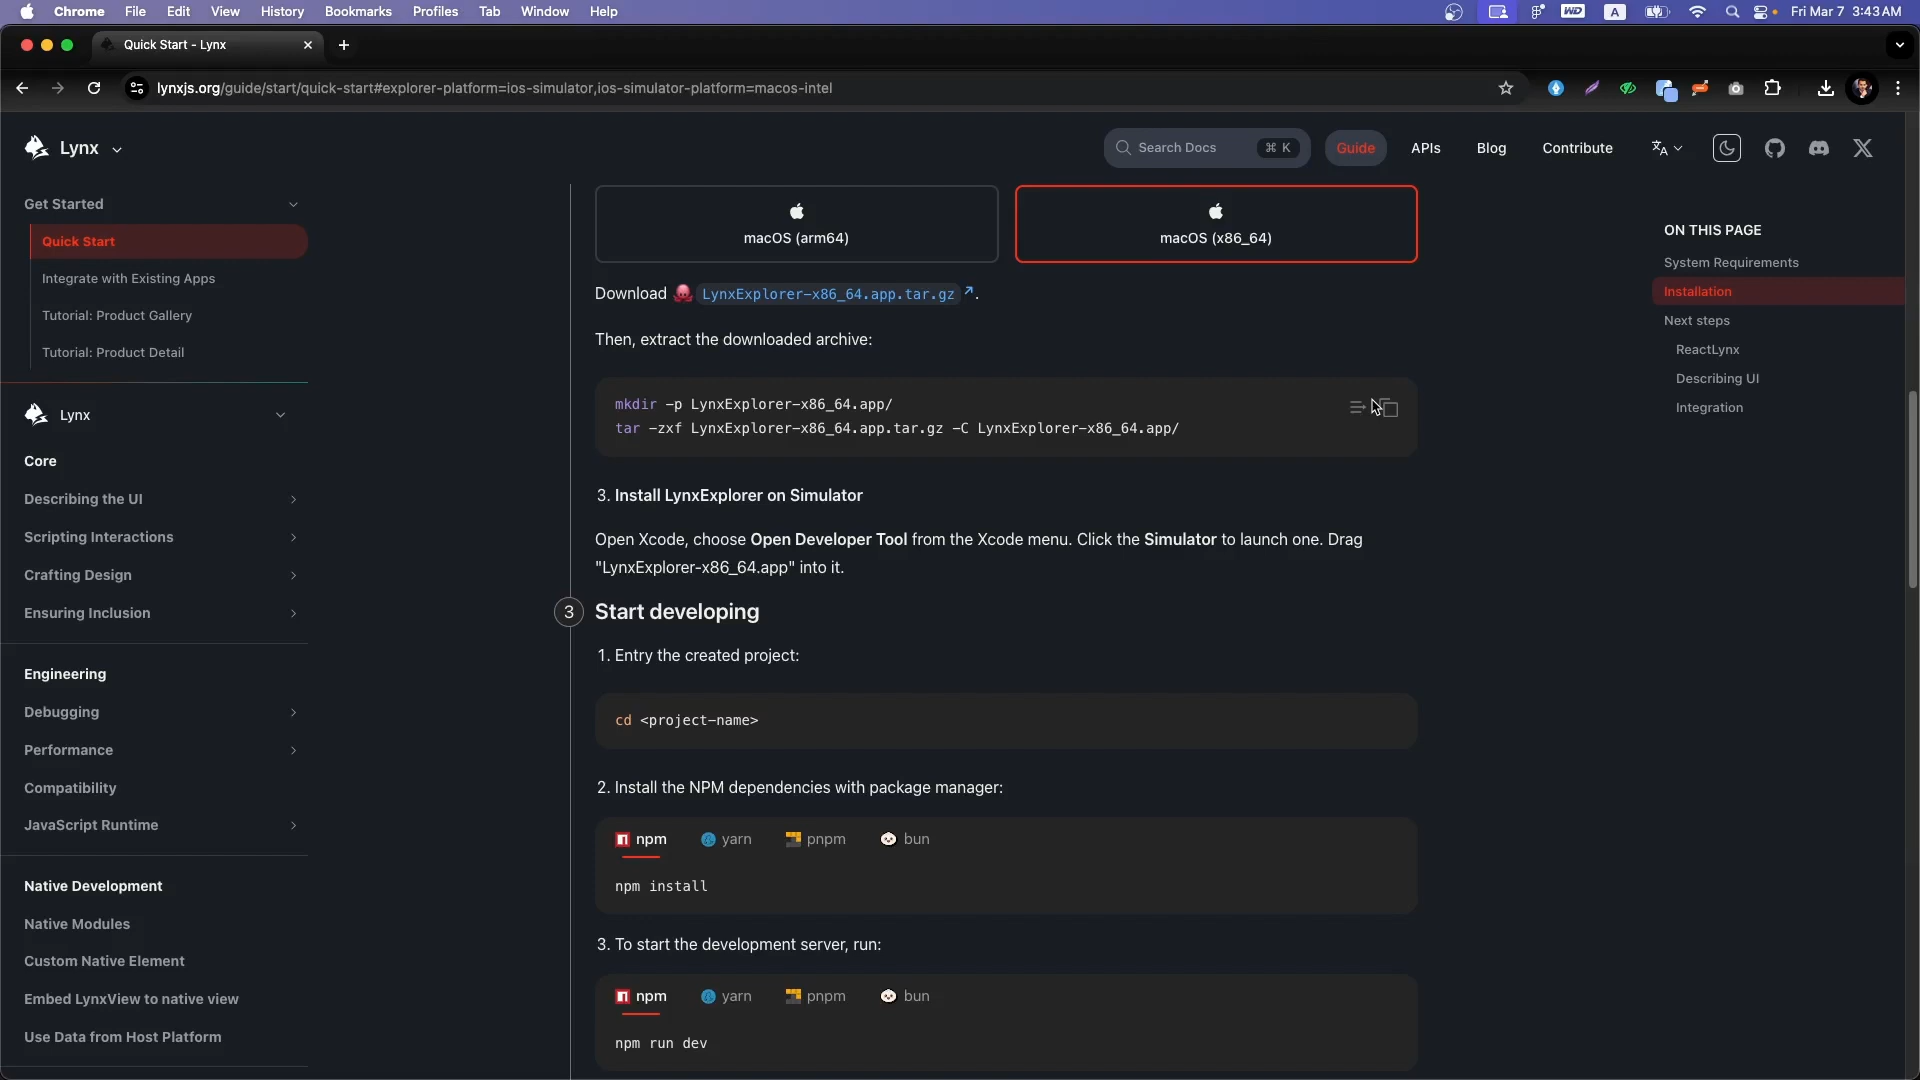 Chrome File Edit View History Bookmarks Profiles Tab Window Help WD A Fri Mar 7 3:43 AM
Quick Start - Lynx
lynxjs.org/guide/start/quick-start#explorer-platform=ios-simulator,ios-simulator-platform=macos-intel
Lynx Search Docs ⌘ K Guide APIs Blog Contribute
Get Started
Quick Start
Integrate with Existing Apps
Tutorial: Product Gallery
Tutorial: Product Detail
Lynx
Core
Describing the UI
Scripting Interactions
Crafting Design
Ensuring Inclusion
Engineering
Debugging
Performance
Compatibility
JavaScript Runtime
Native Development
Native Modules
Custom Native Element
Embed LynxView to native view
Use Data from Host Platform
macOS (arm64)
macOS (x86_64)
Download LynxExplorer-x86_64.app.tar.gz.
Then, extract the downloaded archive:
mkdir -p LynxExplorer-x86_64.app/
tar -zxf LynxExplorer-x86_64.app.tar.gz -C LynxExplorer-x86_64.app/
3. Install LynxExplorer on Simulator
Open Xcode, choose Open Developer Tool from the Xcode menu. Click the Simulator to launch one. Drag
"LynxExplorer-x86_64.app" into it.
3 Start developing
1. Entry the created project:
cd <project-name>
2. Install the NPM dependencies with package manager:
npm yarn pnpm bun
npm install
3. To start the development server, run:
npm yarn pnpm bun
npm run dev
ON THIS PAGE
System Requirements
Installation
Next steps
ReactLynx
Describing UI
Integration